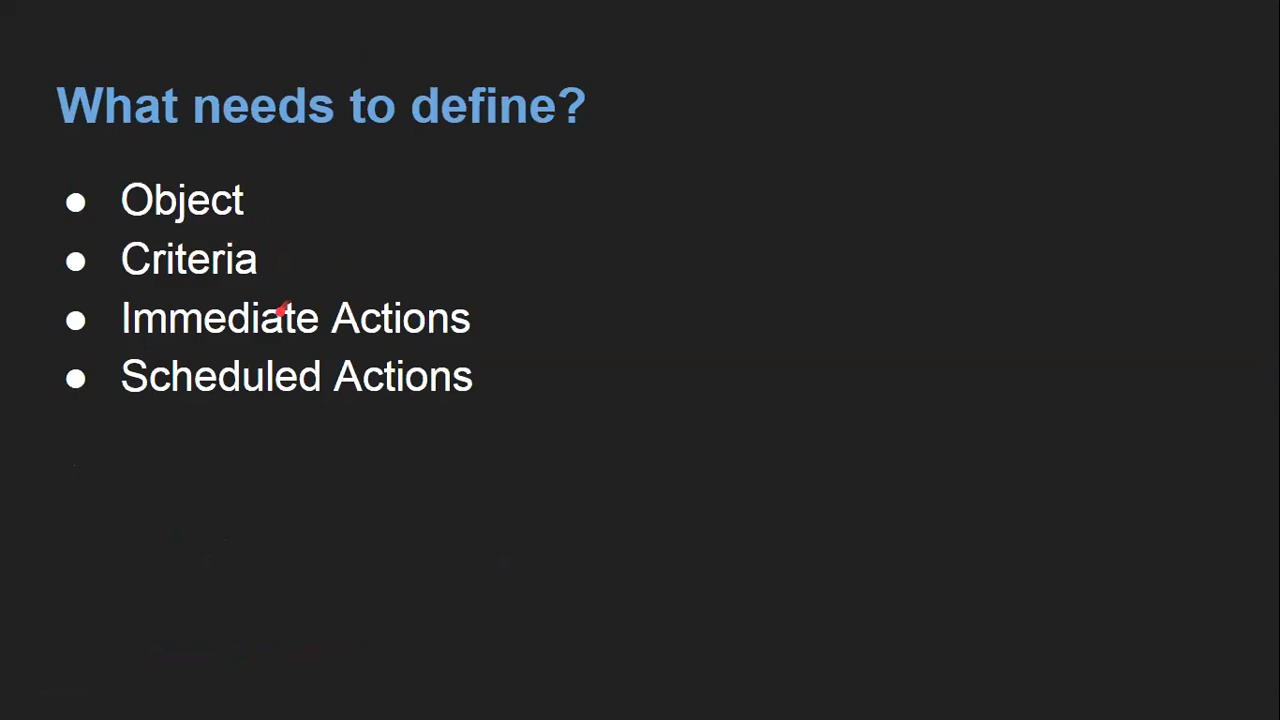 What needs to define?
● Object
● Criteria
● Immediate Actions
● Scheduled Actions